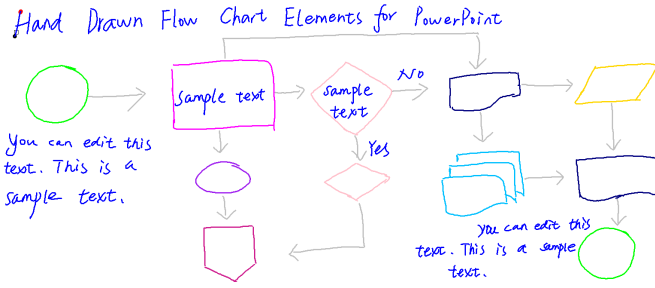 Hand Drawn Flow Chart Elements for PowerPoint
Sample text
sample
text
No
Yes
You can edit this
text. This is a
sample text.
You can edit this
text. This is a sample
text.